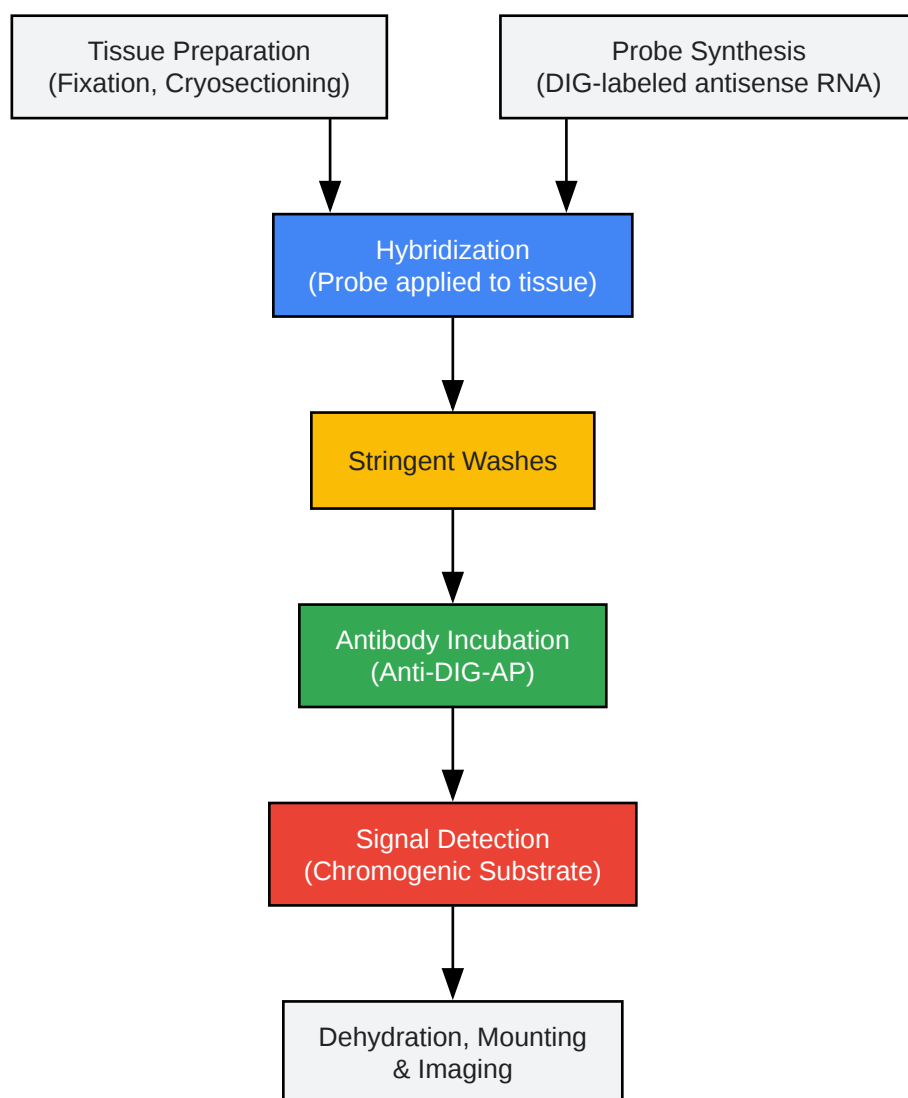 Tissue Preparation
(Fixation, Cryosectioning)
Probe Synthesis
(DIG-labeled antisense RNA)
Hybridization
(Probe applied to tissue)
Stringent Washes
Antibody Incubation
(Anti-DIG-AP)
Signal Detection
(Chromogenic Substrate)
Dehydration, Mounting
& Imaging